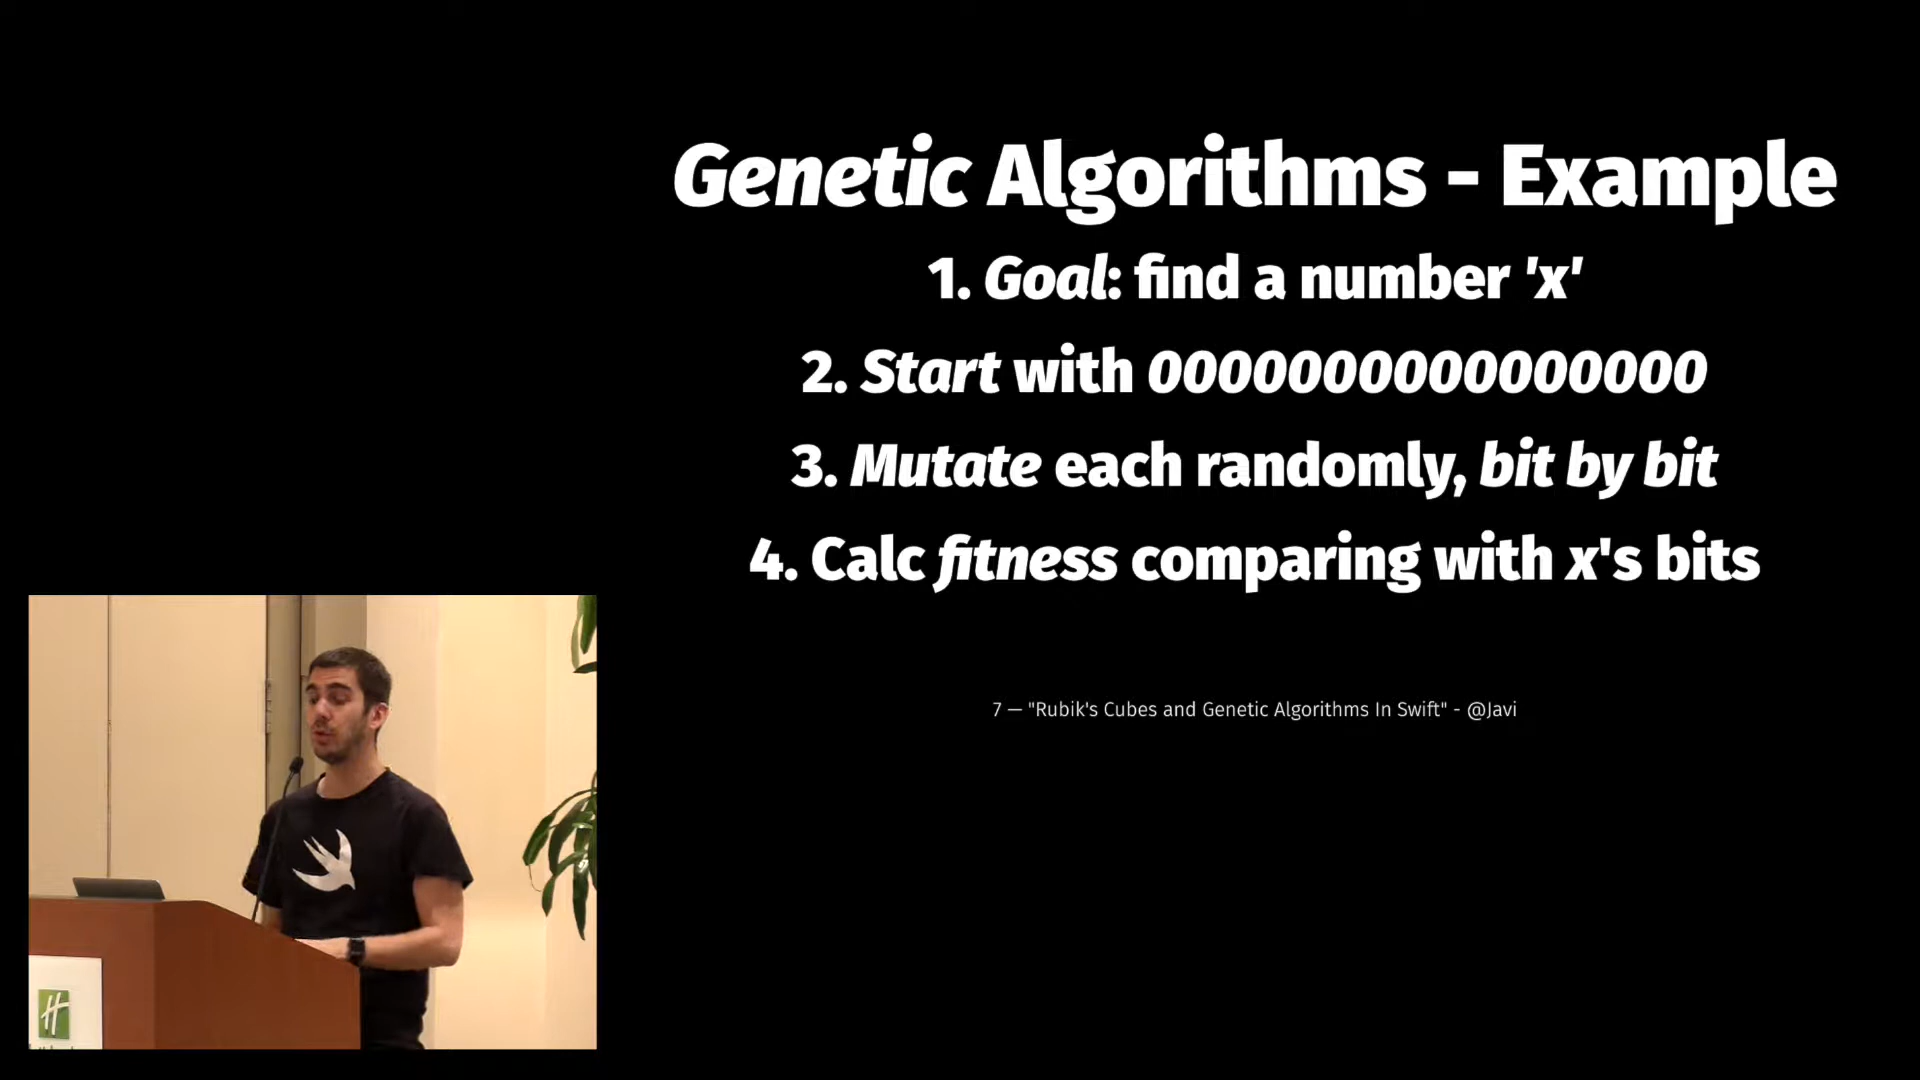 Genetic Algorithms - Example
1. Goal: find a number 'x'
2. Start with 0000000000000000
3. Mutate each randomly, bit by bit
4. Calc fitness comparing with x's bits
7 — "Rubik's Cubes and Genetic Algorithms In Swift" - @Javi
H